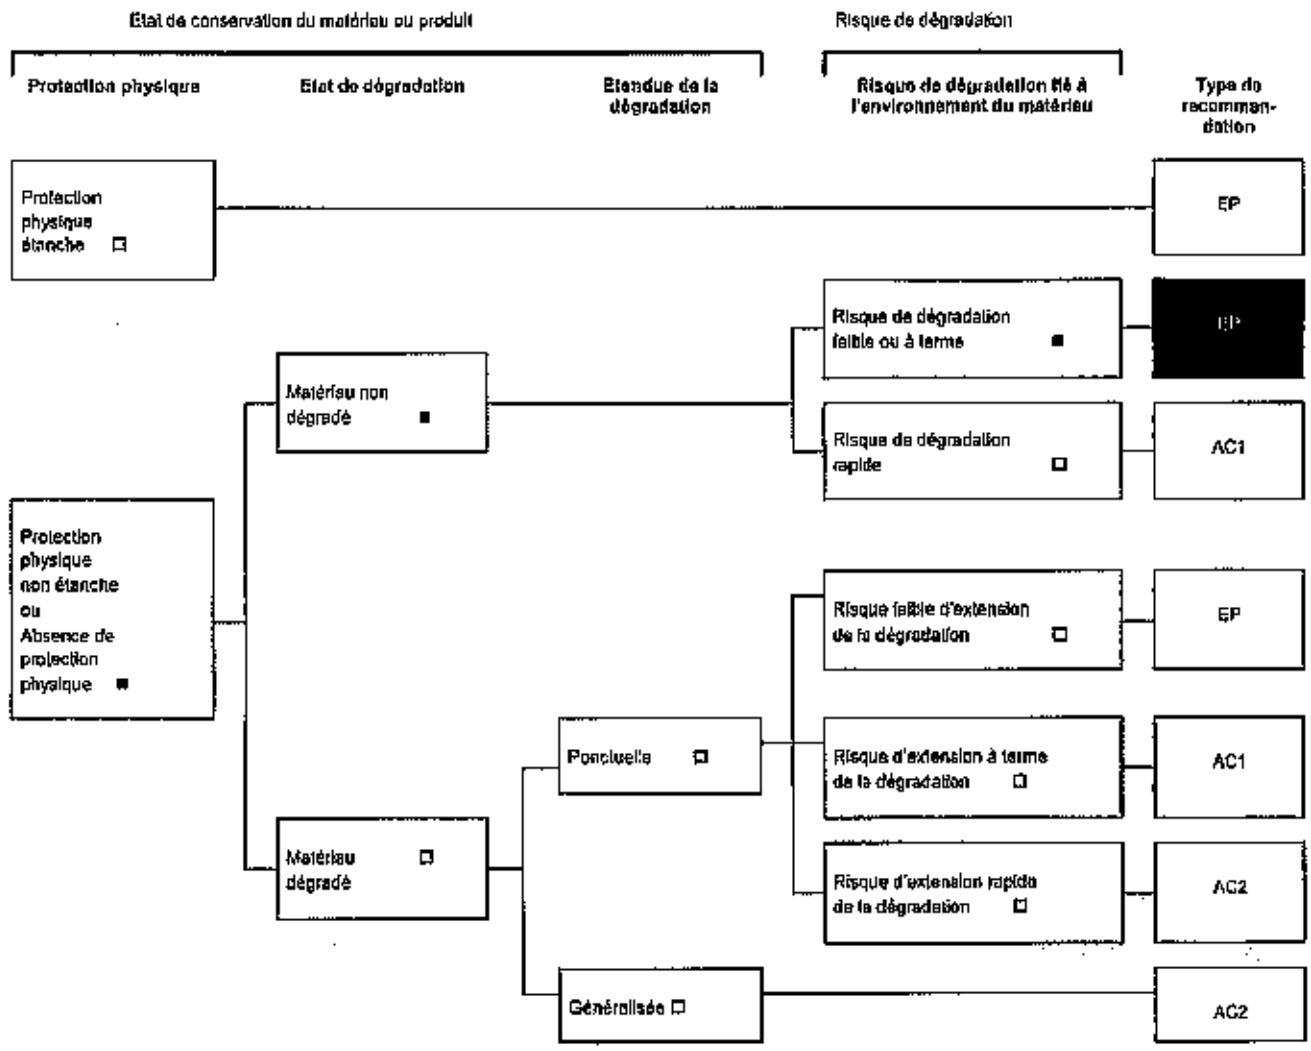 Etat de conservation du matériau ou produit
Risque de dégradation
Protection physique
Etat de dégradation
Etendue de la
dégradation
Risque de dégradation lié à
l'environnement du matériau
Type de
recomman-
dation
Protection
physique
étanche
EP
Risque de dégradation
faible ou à terme
EP
Matériau non
dégradé
Risque de dégradation
rapide
AC1
Protection
physique
non étanche
ou
Absence de
protection
physique
Risque faible d'extension
de la dégradation
EP
Ponctuelle
Risque d'extension à terme
de la dégradation
AC1
Matériau
dégradé
Risque d'extension rapide
de la dégradation
AC2
Généralisée
AC2